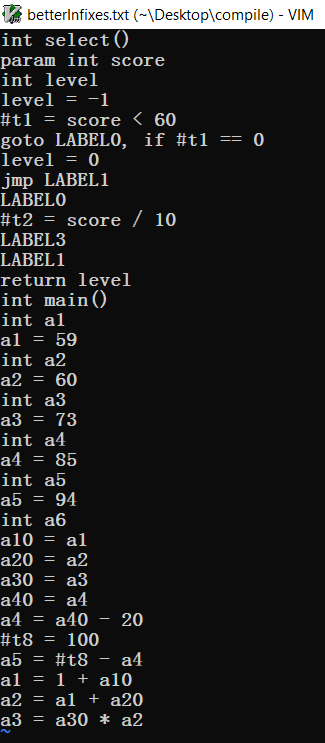 betterInfixes.txt (~\Desktop\compile) - VIM
int select()
param int score
int level
level = -1
#t1 = score < 60
goto LABEL0, if #t1 == 0
level = 0
jmp LABEL1
LABEL0
#t2 = score / 10
LABEL3
LABEL1
return level
int main()
int a1
a1 = 59
int a2
a2 = 60
int a3
a3 = 73
int a4
a4 = 85
int a5
a5 = 94
int a6
a10 = a1
a20 = a2
a30 = a3
a40 = a4
a4 = a40 - 20
#t8 = 100
a5 = #t8 - a4
a1 = 1 + a10
a2 = a1 + a20
a3 = a30 * a2
~